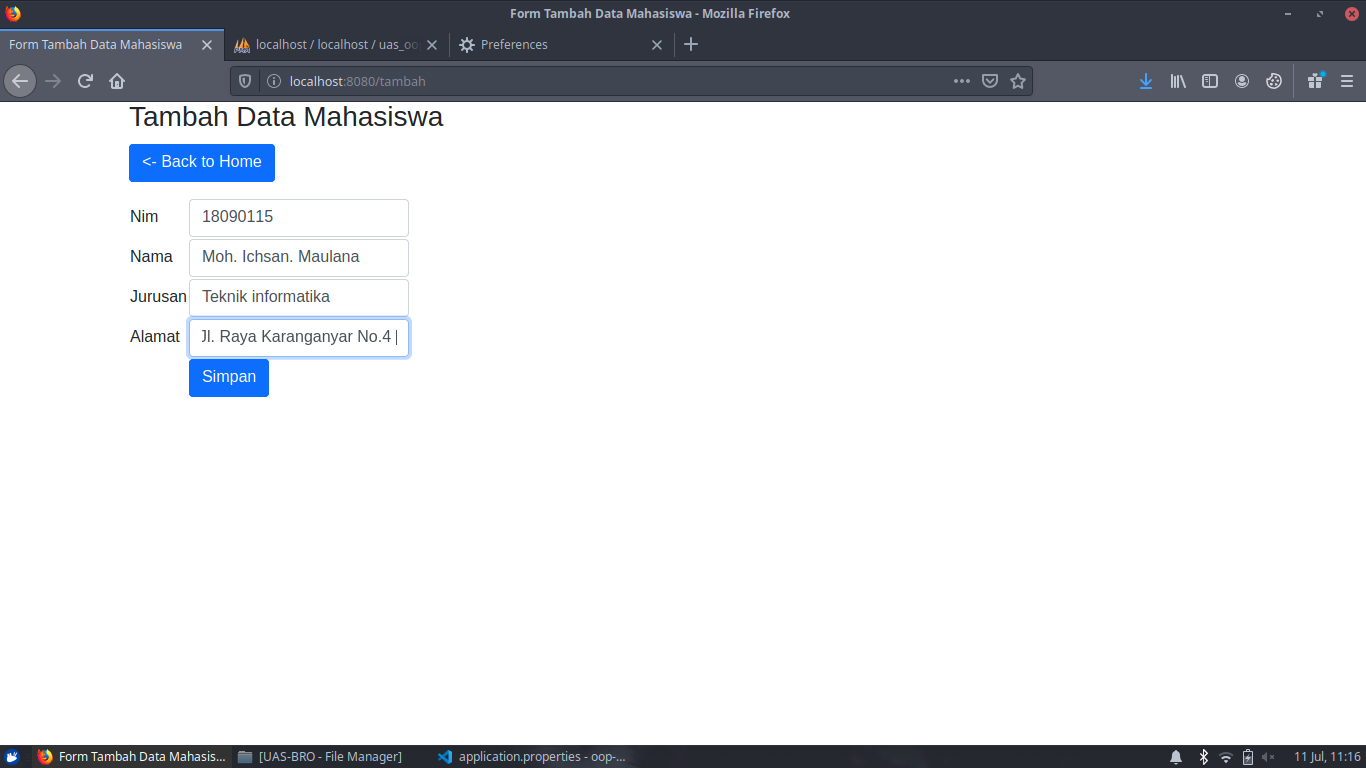 Form Tambah Data Mahasiswa - Mozilla Firefox
Form Tambah Data Mahasiswa
localhost / localhost / uas_oo
Preferences
localhost:8080/tambah
Tambah Data Mahasiswa
<- Back to Home
Nim 18090115
Nama Moh. Ichsan. Maulana
Jurusan Teknik informatika
Alamat Jl. Raya Karanganyar No.4
Simpan
Form Tambah Data Mahasis... [UAS-BRO - File Manager] application.properties - oop-... 11 Jul, 11:16